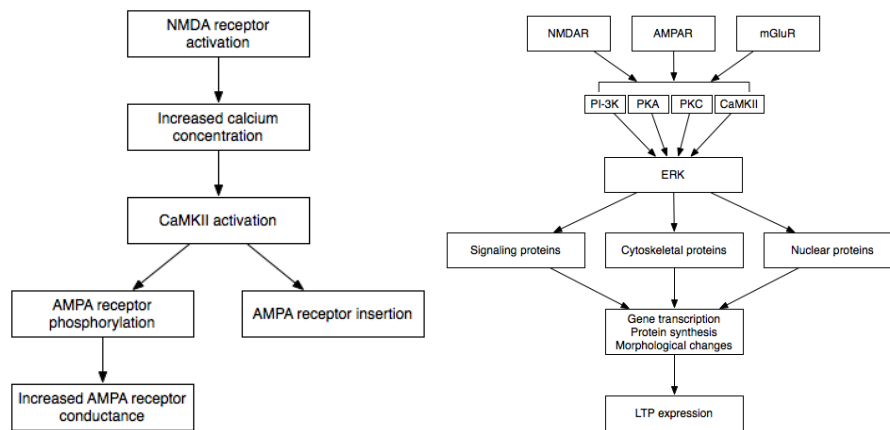 NMDA receptor
activation
Increased calcium
concentration
CaMKII activation
AMPA receptor
phosphorylation
AMPA receptor insertion
Increased AMPA receptor
conductance
NMDAR
AMPAR
mGluR
PI-3K
PKA
PKC
CaMKII
ERK
Signaling proteins
Cytoskeletal proteins
Nuclear proteins
Gene transcription
Protein synthesis
Morphological changes
LTP expression